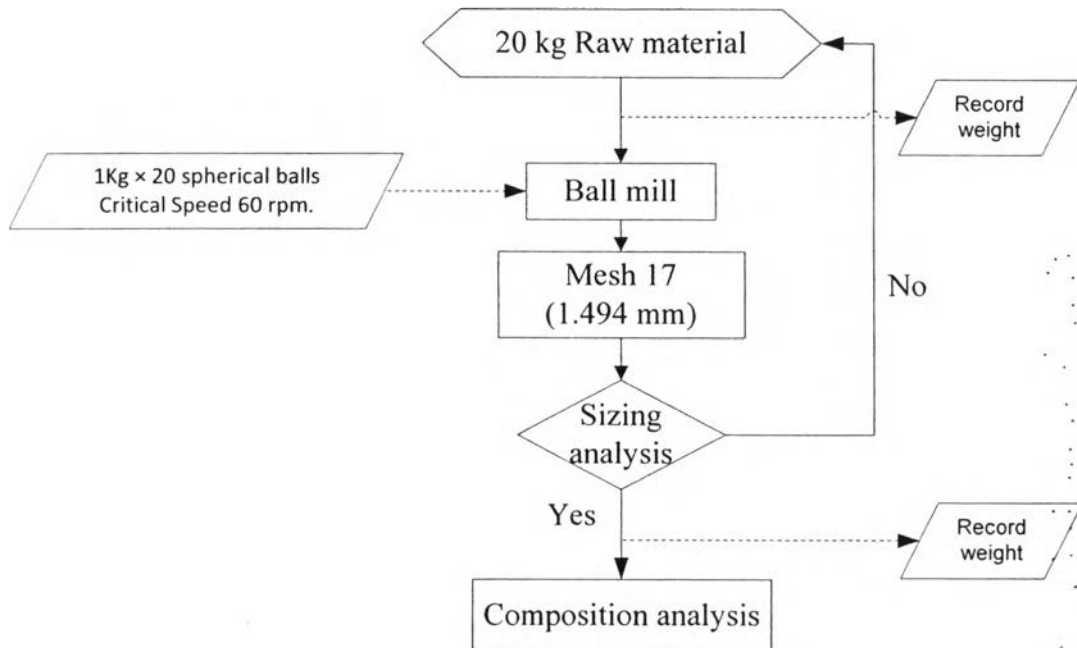 20 kg Raw material
Record
weight
1Kg × 20 spherical balls
Critical Speed 60 rpm.
Ball mill
Mesh 17
(1.494 mm)
No
Sizing
analysis
Yes
Record
weight
Composition analysis